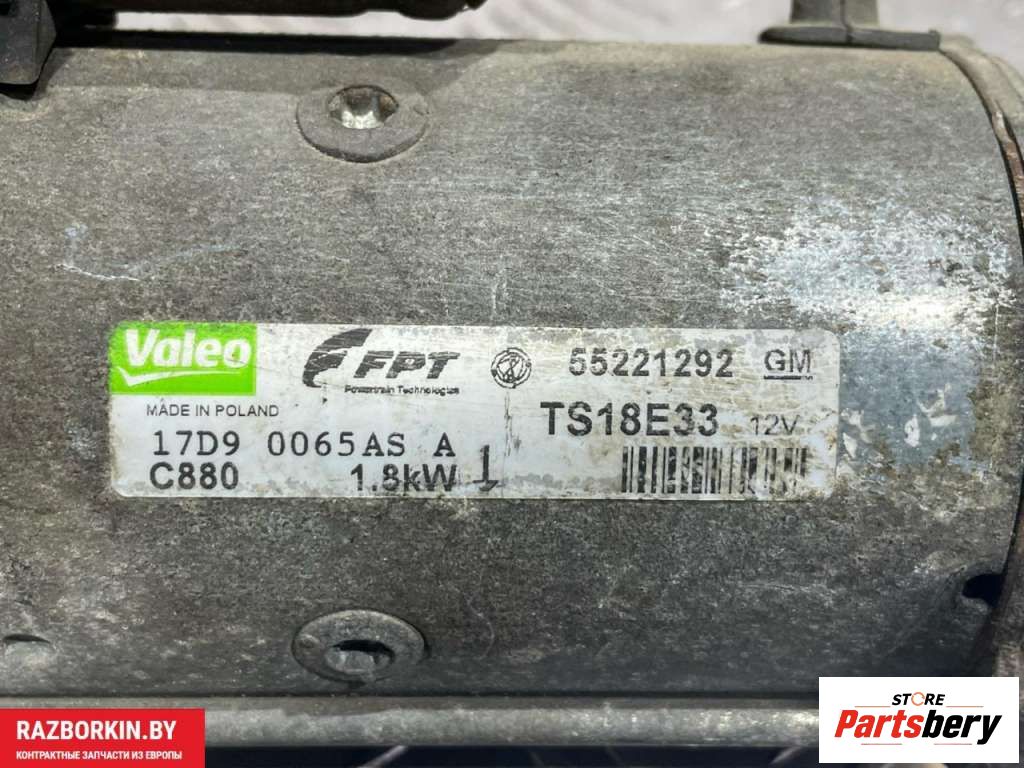 Valeo
FPT
Powertrain Technologies
55221292 GM
MADE IN POLAND
TS18E33 12V
17D9 0065AS A
C880 1.8kW
RAZBORKIN.BY
КОНТРАКТНЫЕ ЗАПЧАСТИ ИЗ ЕВРОПЫ
STORE
Partsbery